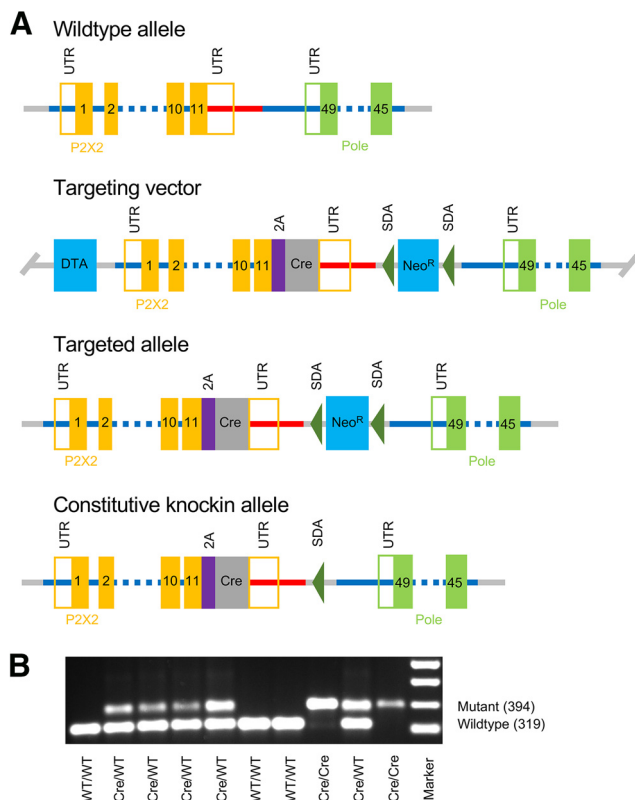 A
Wildtype allele
UTR UTR UTR
1 2 10 11 49 45
P2X2 Pole
Targeting vector
UTR 2A UTR SDA SDA UTR
DTA 1 2 10 11 Cre NeoR 49 45
P2X2 Pole
Targeted allele
UTR 2A UTR SDA SDA UTR
1 2 10 11 Cre NeoR 49 45
P2X2 Pole
Constitutive knockin allele
UTR 2A UTR SDA UTR
1 2 10 11 Cre 49 45
P2X2 Pole
B
Mutant (394)
Wildtype (319)
WT/WT Cre/WT Cre/WT Cre/WT Cre/WT WT/WT WT/WT Cre/Cre Cre/WT Cre/Cre Marker